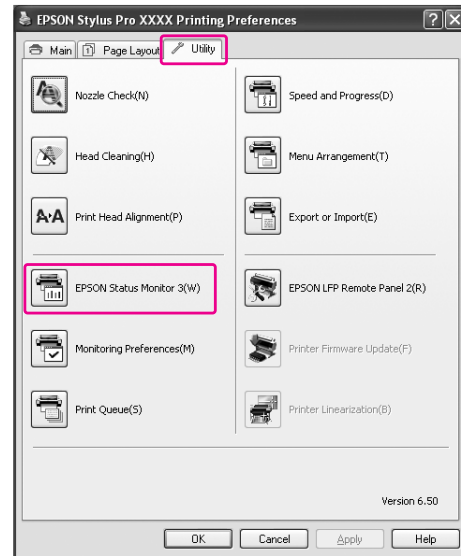 EPSON Stylus Pro XXXX Printing Preferences
Main Page Layout Utility
Nozzle Check(N)
Speed and Progress(D)
Head Cleaning(H)
Menu Arrangement(T)
Print Head Alignment(P)
Export or Import(E)
EPSON Status Monitor 3(W)
EPSON LFP Remote Panel 2(R)
Monitoring Preferences(M)
Printer Firmware Update(F)
Print Queue(S)
Printer Linearization(B)
Version 6.50
OK Cancel Apply Help